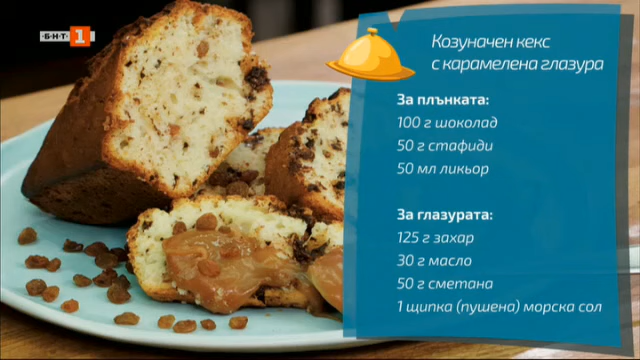 БНТ 1
Козуначен кекс
с карамелена глазура
За плънката:
100 г шоколад
50 г стафиди
50 мл ликьор
За глазурата:
125 г захар
30 г масло
50 г сметана
1 щипка (пушена) морска сол